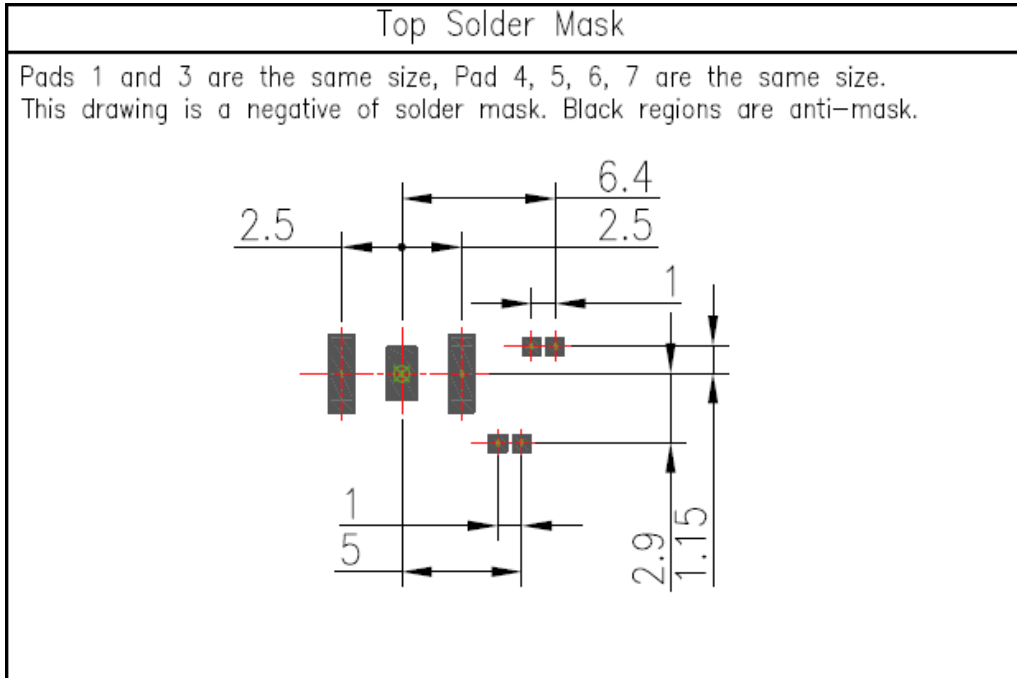 Top Solder Mask
Pads 1 and 3 are the same size, Pad 4, 5, 6, 7 are the same size.
This drawing is a negative of solder mask. Black regions are anti-mask.
6.4
2.5
2.5
1
1
5
2.9
1.15